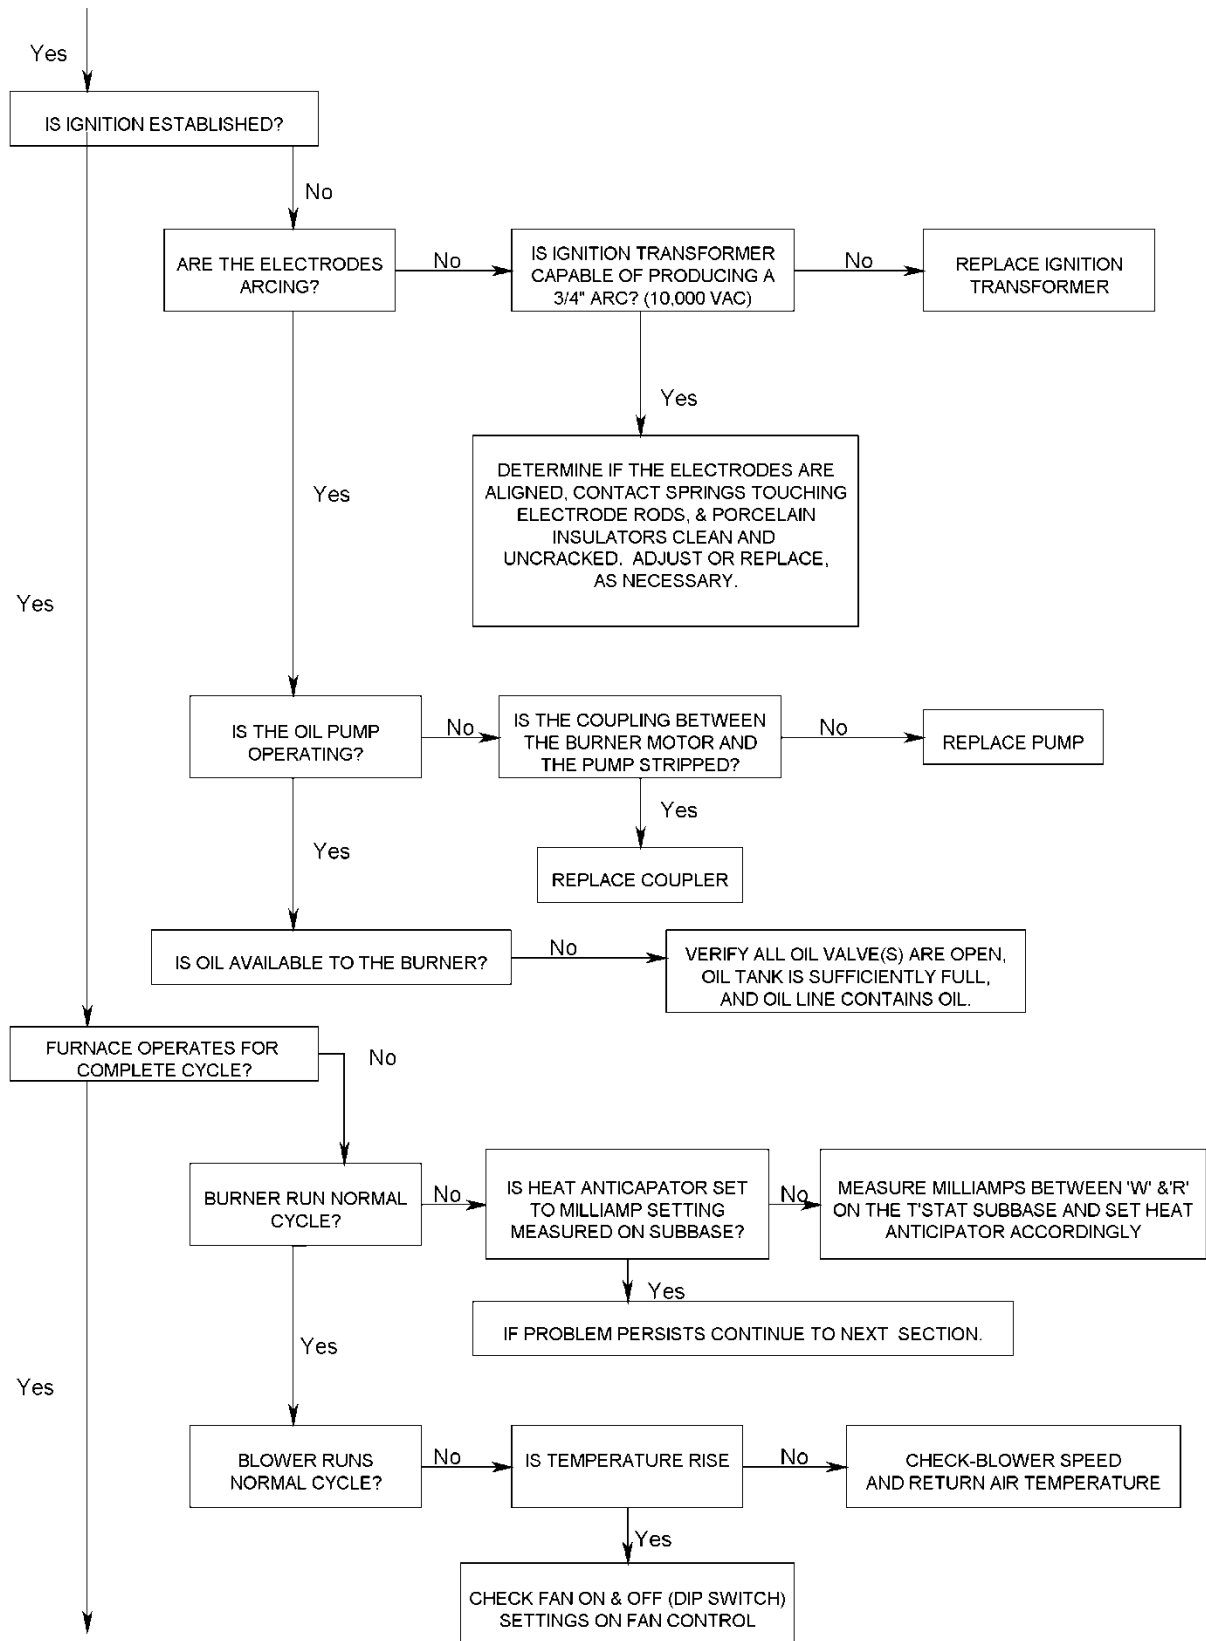 Yes
IS IGNITION ESTABLISHED?
No
ARE THE ELECTRODES
ARCING?
No
IS IGNITION TRANSFORMER
CAPABLE OF PRODUCING A
3/4" ARC? (10,000 VAC)
No
REPLACE IGNITION
TRANSFORMER
Yes
DETERMINE IF THE ELECTRODES ARE
ALIGNED, CONTACT SPRINGS TOUCHING
ELECTRODE RODS, & PORCELAIN
INSULATORS CLEAN AND
UNCRACKED. ADJUST OR REPLACE,
AS NECESSARY.
Yes
Yes
IS THE OIL PUMP
OPERATING?
No
IS THE COUPLING BETWEEN
THE BURNER MOTOR AND
THE PUMP STRIPPED?
No
REPLACE PUMP
Yes
REPLACE COUPLER
Yes
IS OIL AVAILABLE TO THE BURNER?
No
VERIFY ALL OIL VALVE(S) ARE OPEN,
OIL TANK IS SUFFICIENTLY FULL,
AND OIL LINE CONTAINS OIL.
FURNACE OPERATES FOR
COMPLETE CYCLE?
No
BURNER RUN NORMAL
CYCLE?
No
IS HEAT ANTICAPATOR SET
TO MILLIAMP SETTING
MEASURED ON SUBBASE?
No
MEASURE MILLIAMPS BETWEEN 'W' &'R'
ON THE T'STAT SUBBASE AND SET HEAT
ANTICIPATOR ACCORDINGLY
Yes
IF PROBLEM PERSISTS CONTINUE TO NEXT SECTION.
Yes
Yes
BLOWER RUNS
NORMAL CYCLE?
No
IS TEMPERATURE RISE
No
CHECK-BLOWER SPEED
AND RETURN AIR TEMPERATURE
Yes
CHECK FAN ON & OFF (DIP SWITCH)
SETTINGS ON FAN CONTROL